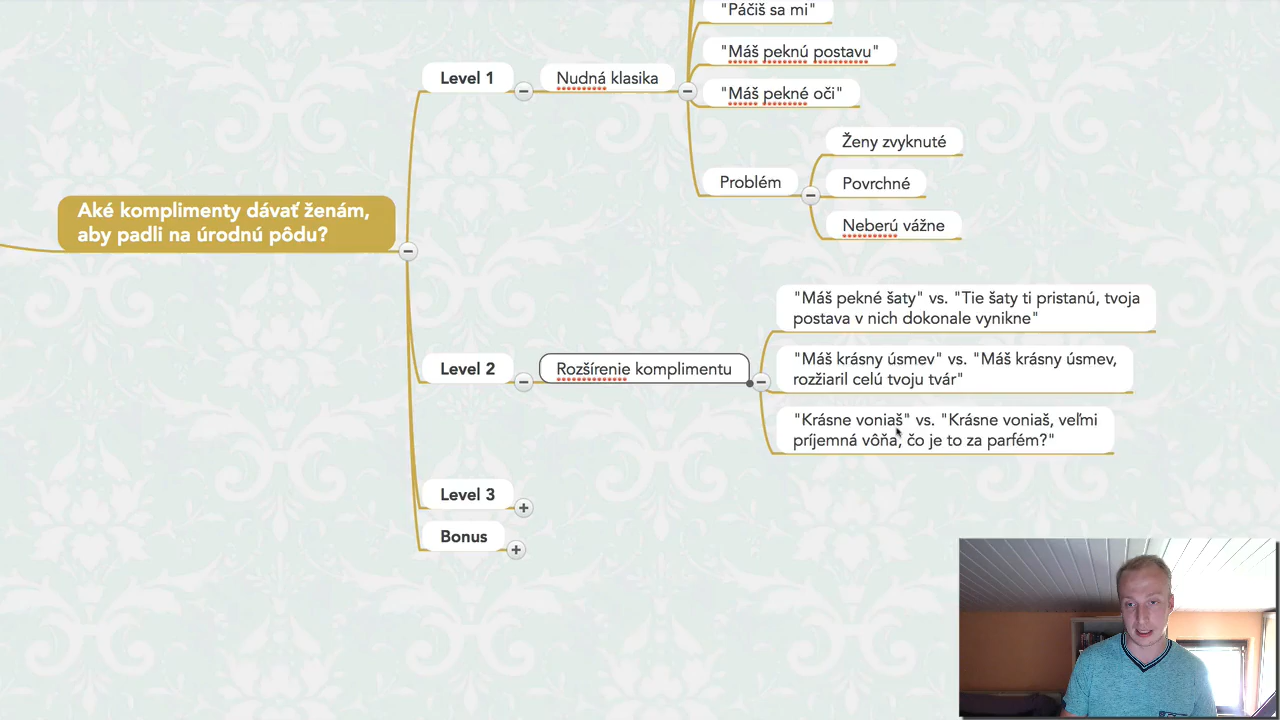 "Páčiš sa mi"
"Máš peknú postavu"
Level 1
Nudná klasika
"Máš pekné oči"
Ženy zvyknuté
Problém
Povrchné
Neberú vážne
Aké komplimenty dávať ženám,
aby padli na úrodnú pôdu?
"Máš pekné šaty" vs. "Tie šaty ti pristanú, tvoja
postava v nich dokonale vynikne"
Level 2
Rozšírenie komplimentu
"Máš krásny úsmev" vs. "Máš krásny úsmev,
rozžiaril celú tvoju tvár"
"Krásne voniaš" vs. "Krásne voniaš, veľmi
príjemná vôňa, čo je to za parfém?"
Level 3
Bonus